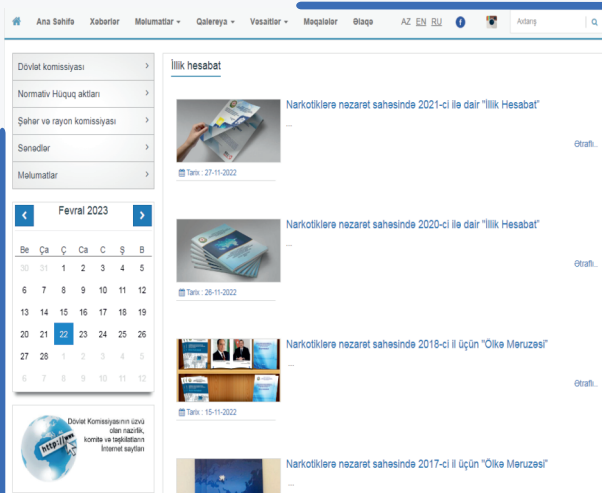 Ana Səhifə Xəbərlər Məlumatlar Qalereya Vəsaitlər Məqalələr Əlaqə AZ EN RU Axtarış
Dövlət komissiyası
Normativ Hüquq aktları
Şəhər və rayon komissiyası
Sənədlər
Məlumatlar
Fevral 2023
Be Ça Ç Ca C Ş B
30 31 1 2 3 4 5
6 7 8 9 10 11 12
13 14 15 16 17 18 19
20 21 22 23 24 25 26
27 28 1 2 3 4 5
6 7 8 9 10 11 12
http://www
Dövlət Komissiyasının üzvü
olan nazirlik,
komitə və təşkilatların
İnternet saytları
İllik hesabat
Narkotiklərə nəzarət sahəsində 2021-ci ilə dair "İllik Hesabat"
...
Ətraflı..
Tarix : 27-11-2022
Narkotiklərə nəzarət sahəsində 2020-ci ilə dair "İllik Hesabat"
...
Ətraflı..
Tarix : 26-11-2022
Narkotiklərə nəzarət sahəsində 2018-ci il üçün "Ölkə Məruzəsi"
...
Ətraflı..
Tarix : 15-11-2022
Narkotiklərə nəzarət sahəsində 2017-ci il üçün "Ölkə Məruzəsi"
...